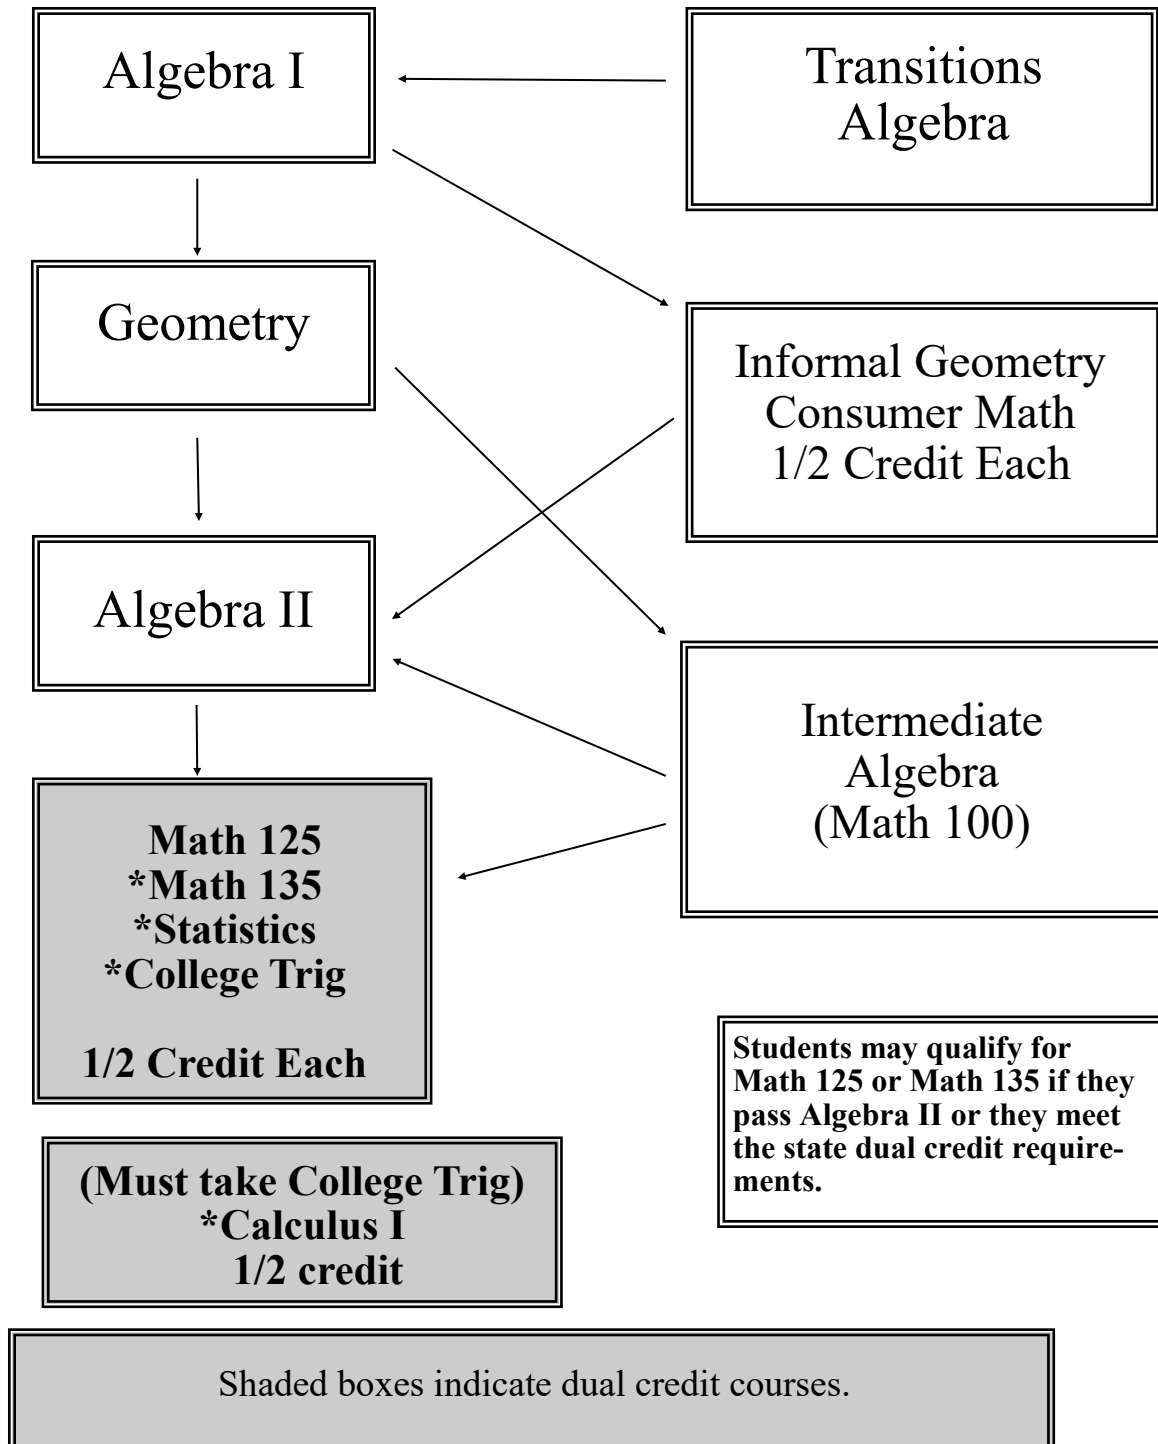 Algebra I
Transitions
Algebra
Geometry
Informal Geometry
Consumer Math
1/2 Credit Each
Algebra II
Intermediate
Algebra
(Math 100)
Math 125
*Math 135
*Statistics
*College Trig
1/2 Credit Each
Students may qualify for
Math 125 or Math 135 if they
pass Algebra II or they meet
the state dual credit require-
ments.
(Must take College Trig)
*Calculus I
1/2 credit
Shaded boxes indicate dual credit courses.